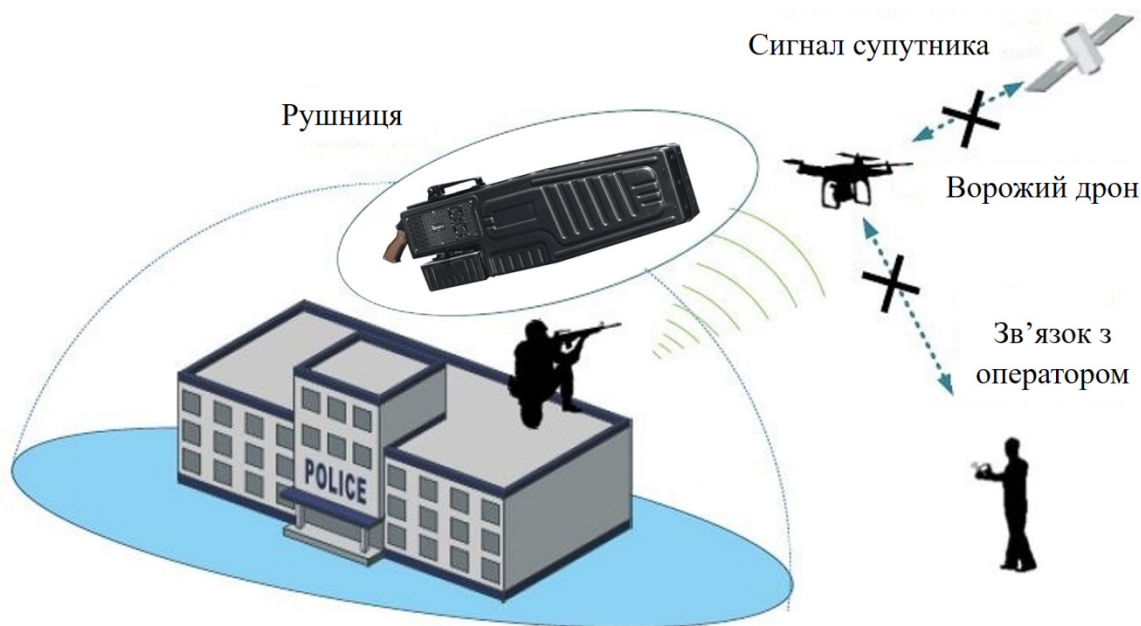 Сигнал супутника
Рушниця
Ворожий дрон
Зв’язок з
оператором
POLICE